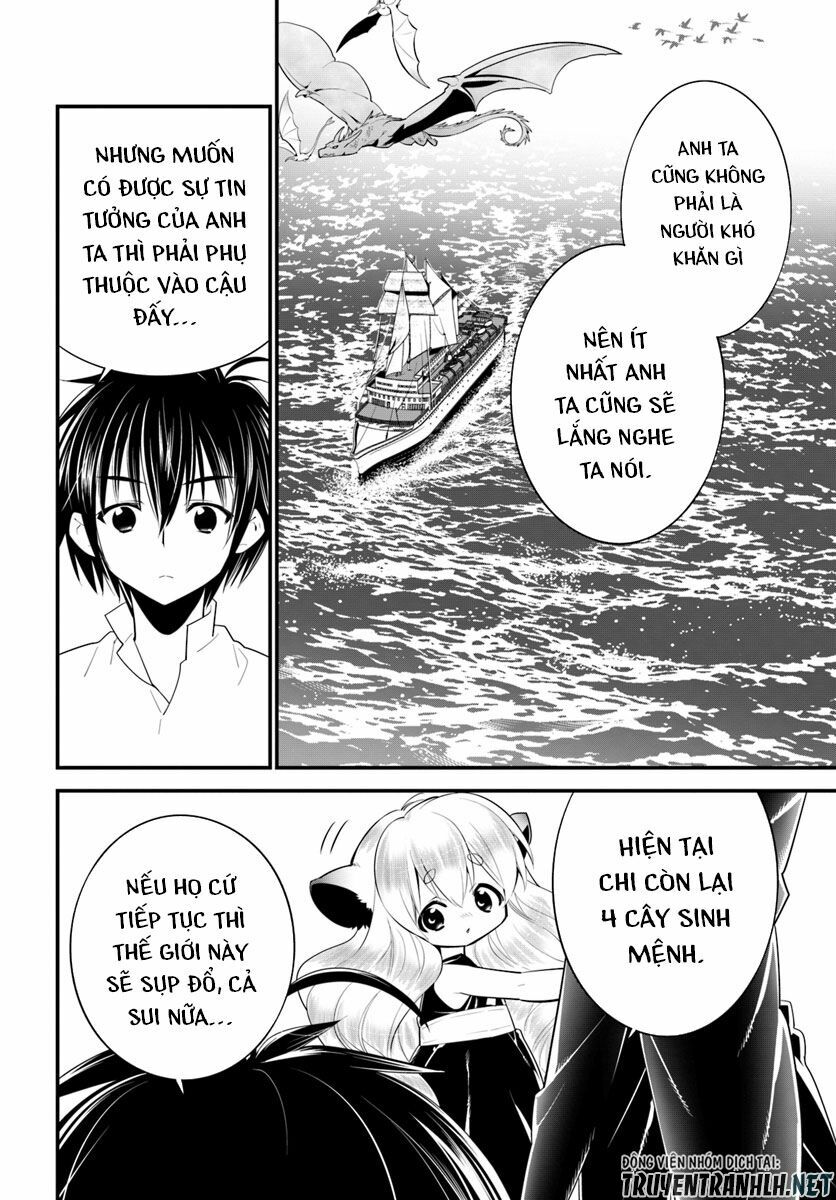 ANH TA
CŨNG KHÔNG
PHẢI LÀ
NGƯỜI KHÓ
KHĂN GÌ
NÊN ÍT
NHẤT ANH
TA CŨNG SẼ
LẮNG NGHE
TA NÓI.
NHƯNG MUỐN
CÓ ĐƯỢC SỰ TIN
TƯỞNG CỦA ANH
TA THÌ PHẢI PHỤ
THUỘC VÀO CẬU
ĐẤY...
HIỆN TẠI
CHI CÒN LẠI
4 CÂY SINH
MỆNH.
NẾU HỌ CỨ
TIẾP TỤC THÌ
THẾ GIỚI NÀY
SẼ SỤP ĐỔ, CẢ
SUI NỮA...
ĐỘNG VIÊN NHÓM DỊCH TẠI:
TRUYENTRANHLH.NET